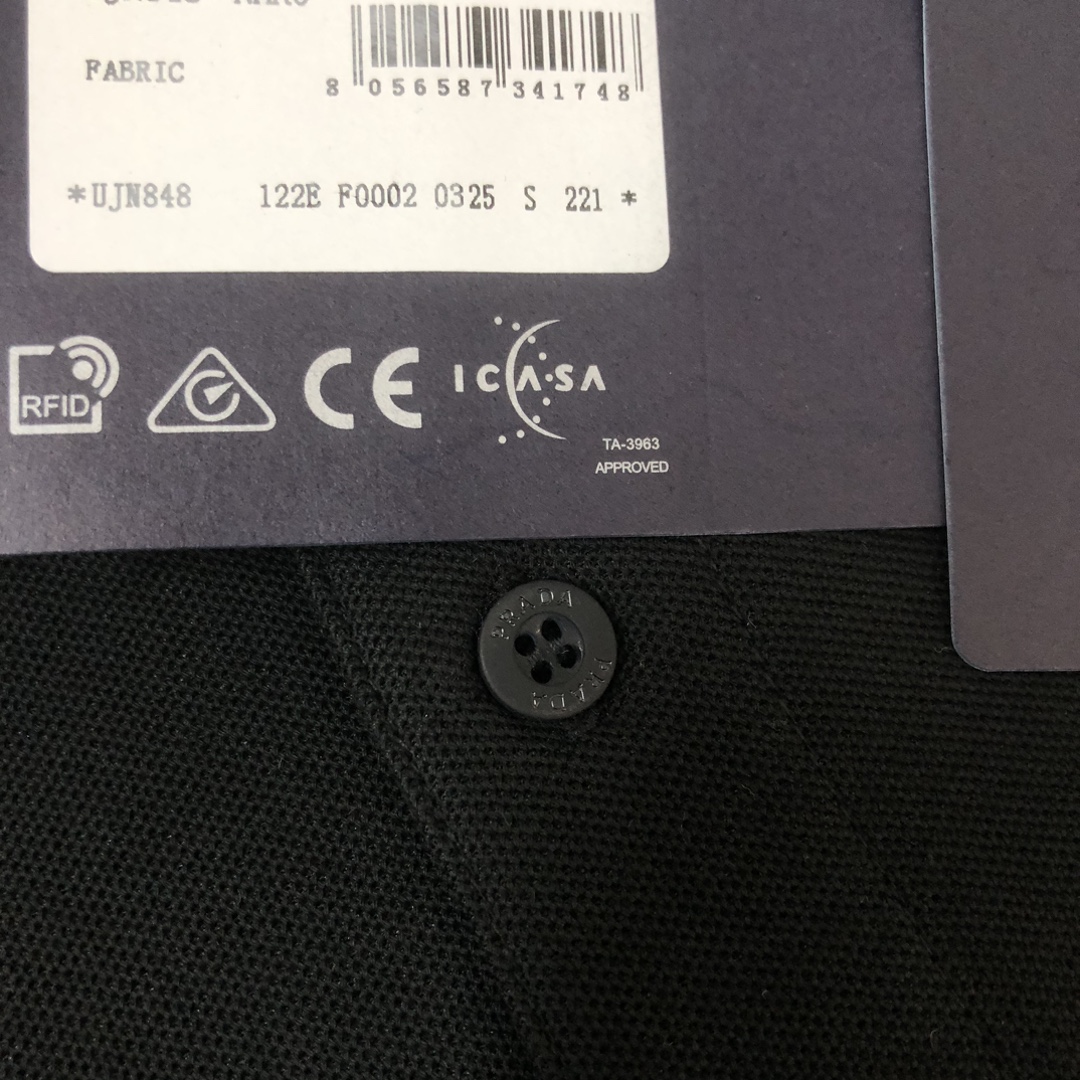 FABRIC
8 056587 341748
*UJN848 122E F0002 0325 S 221 *
RFID
CE
ICASA
TA-3963
APPROVED
PRADA
PRADA